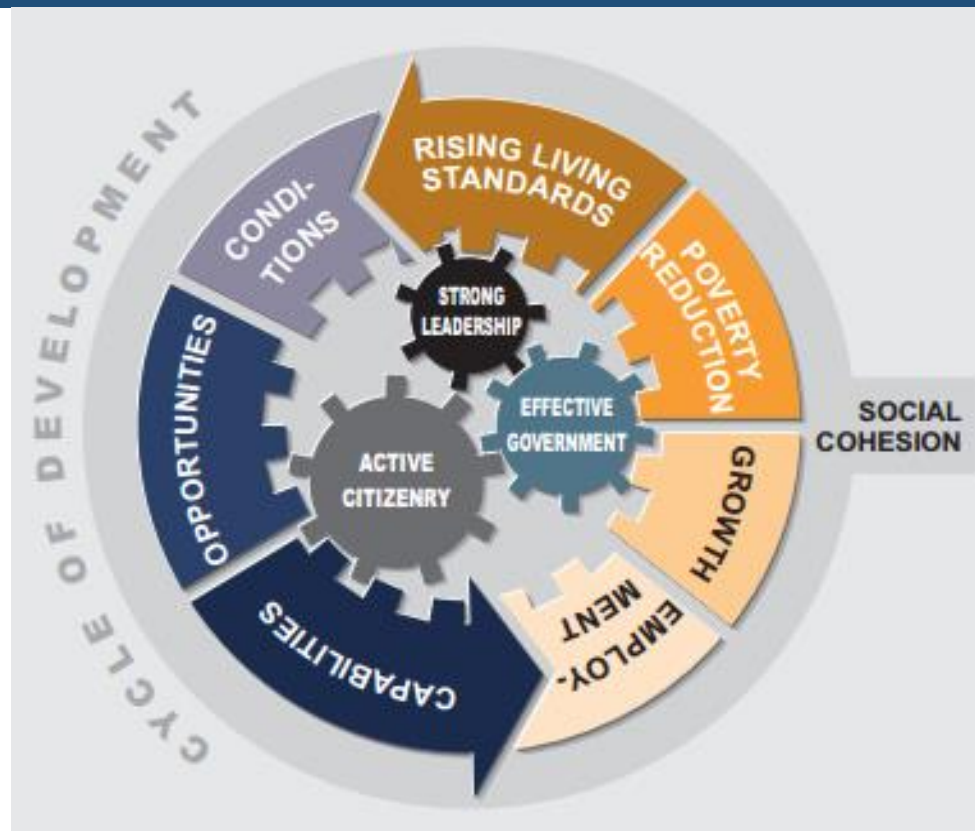 CYCLE OF DEVELOPMENT
RISING LIVING
STANDARDS
POVERTY
REDUCTION
GROWTH
EMPLOY-
MENT
CAPABILITIES
OPPORTUNITIES
CONDI-
TIONS
STRONG
LEADERSHIP
EFFECTIVE
GOVERNMENT
ACTIVE
CITIZENRY
SOCIAL
COHESION